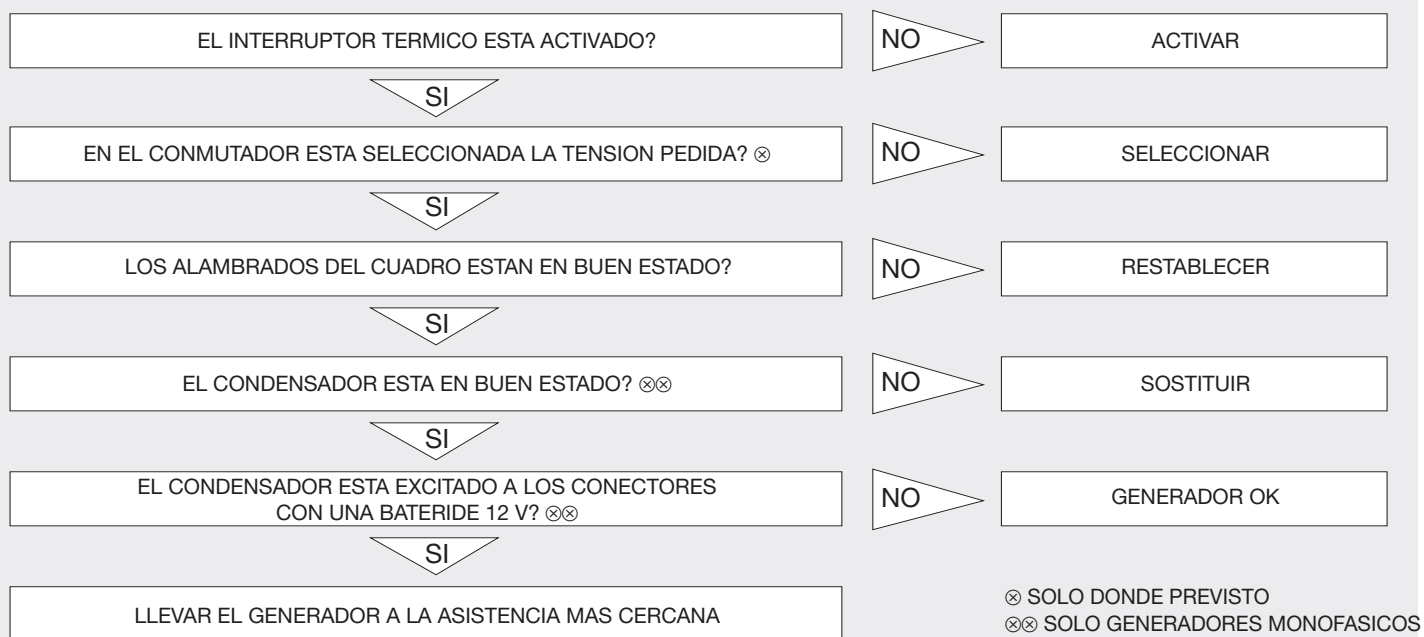 EL INTERRUPTOR TERMICO ESTA ACTIVADO?
NO
ACTIVAR
SI
EN EL CONMUTADOR ESTA SELECCIONADA LA TENSION PEDIDA? ⊗
NO
SELECCIONAR
SI
LOS ALAMBRADOS DEL CUADRO ESTAN EN BUEN ESTADO?
NO
RESTABLECER
SI
EL CONDENSADOR ESTA EN BUEN ESTADO? ⊗⊗
NO
SOSTITUIR
SI
EL CONDENSADOR ESTA EXCITADO A LOS CONECTORES
CON UNA BATERIDE 12 V? ⊗⊗
NO
GENERADOR OK
SI
LLEVAR EL GENERADOR A LA ASISTENCIA MAS CERCANA
⊗ SOLO DONDE PREVISTO
⊗⊗ SOLO GENERADORES MONOFASICOS